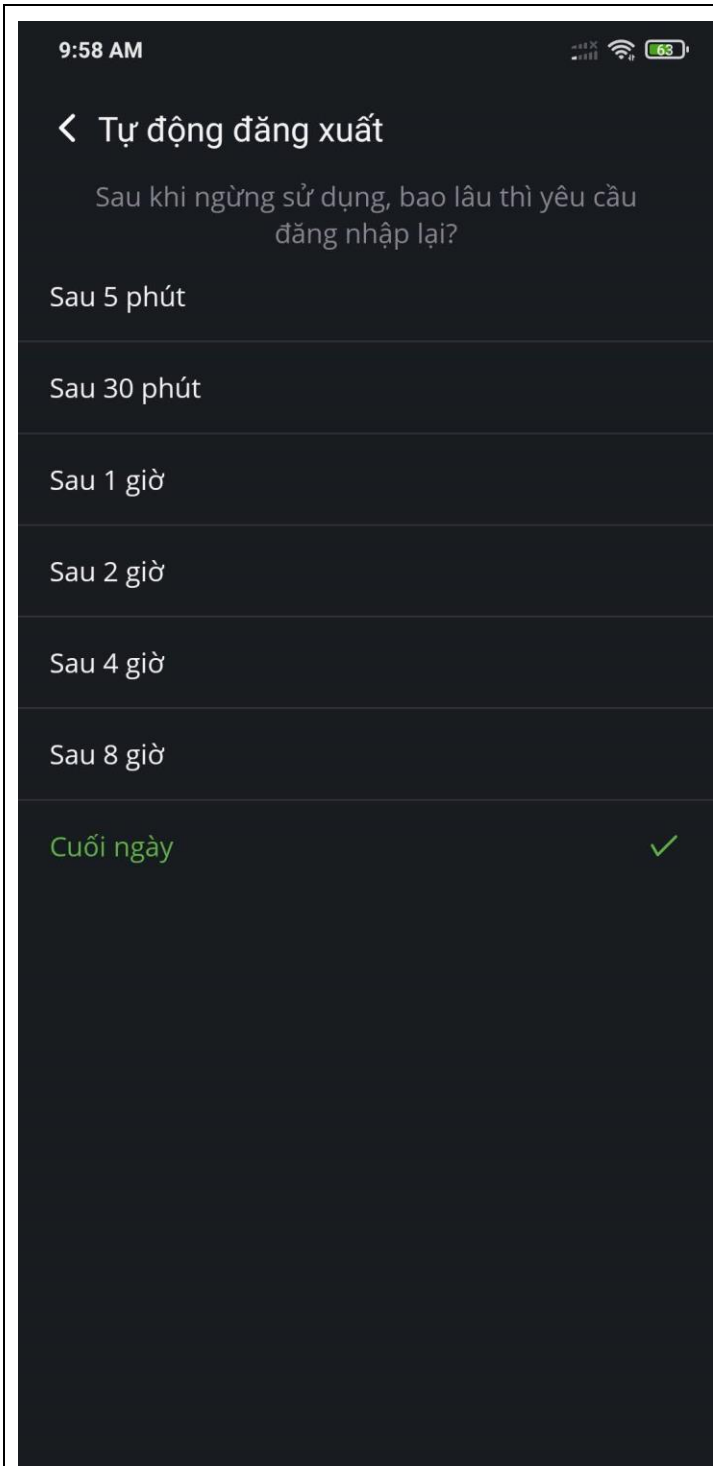 9:58 AM
63
Tự động đăng xuất
Sau khi ngừng sử dụng, bao lâu thì yêu cầu
đăng nhập lại?
Sau 5 phút
Sau 30 phút
Sau 1 giờ
Sau 2 giờ
Sau 4 giờ
Sau 8 giờ
Cuối ngày